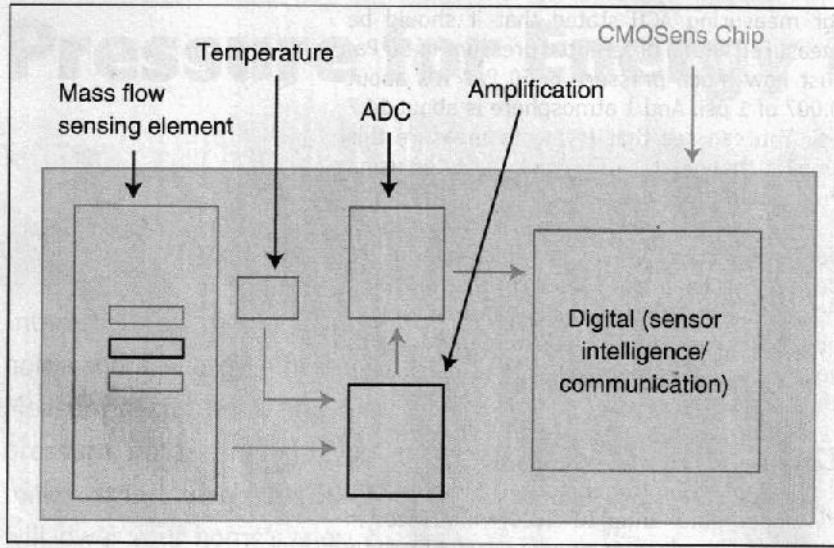 CMOSens Chip
Temperature
Amplification
Mass flow
sensing element
ADC
Digital (sensor
intelligence/
communication)